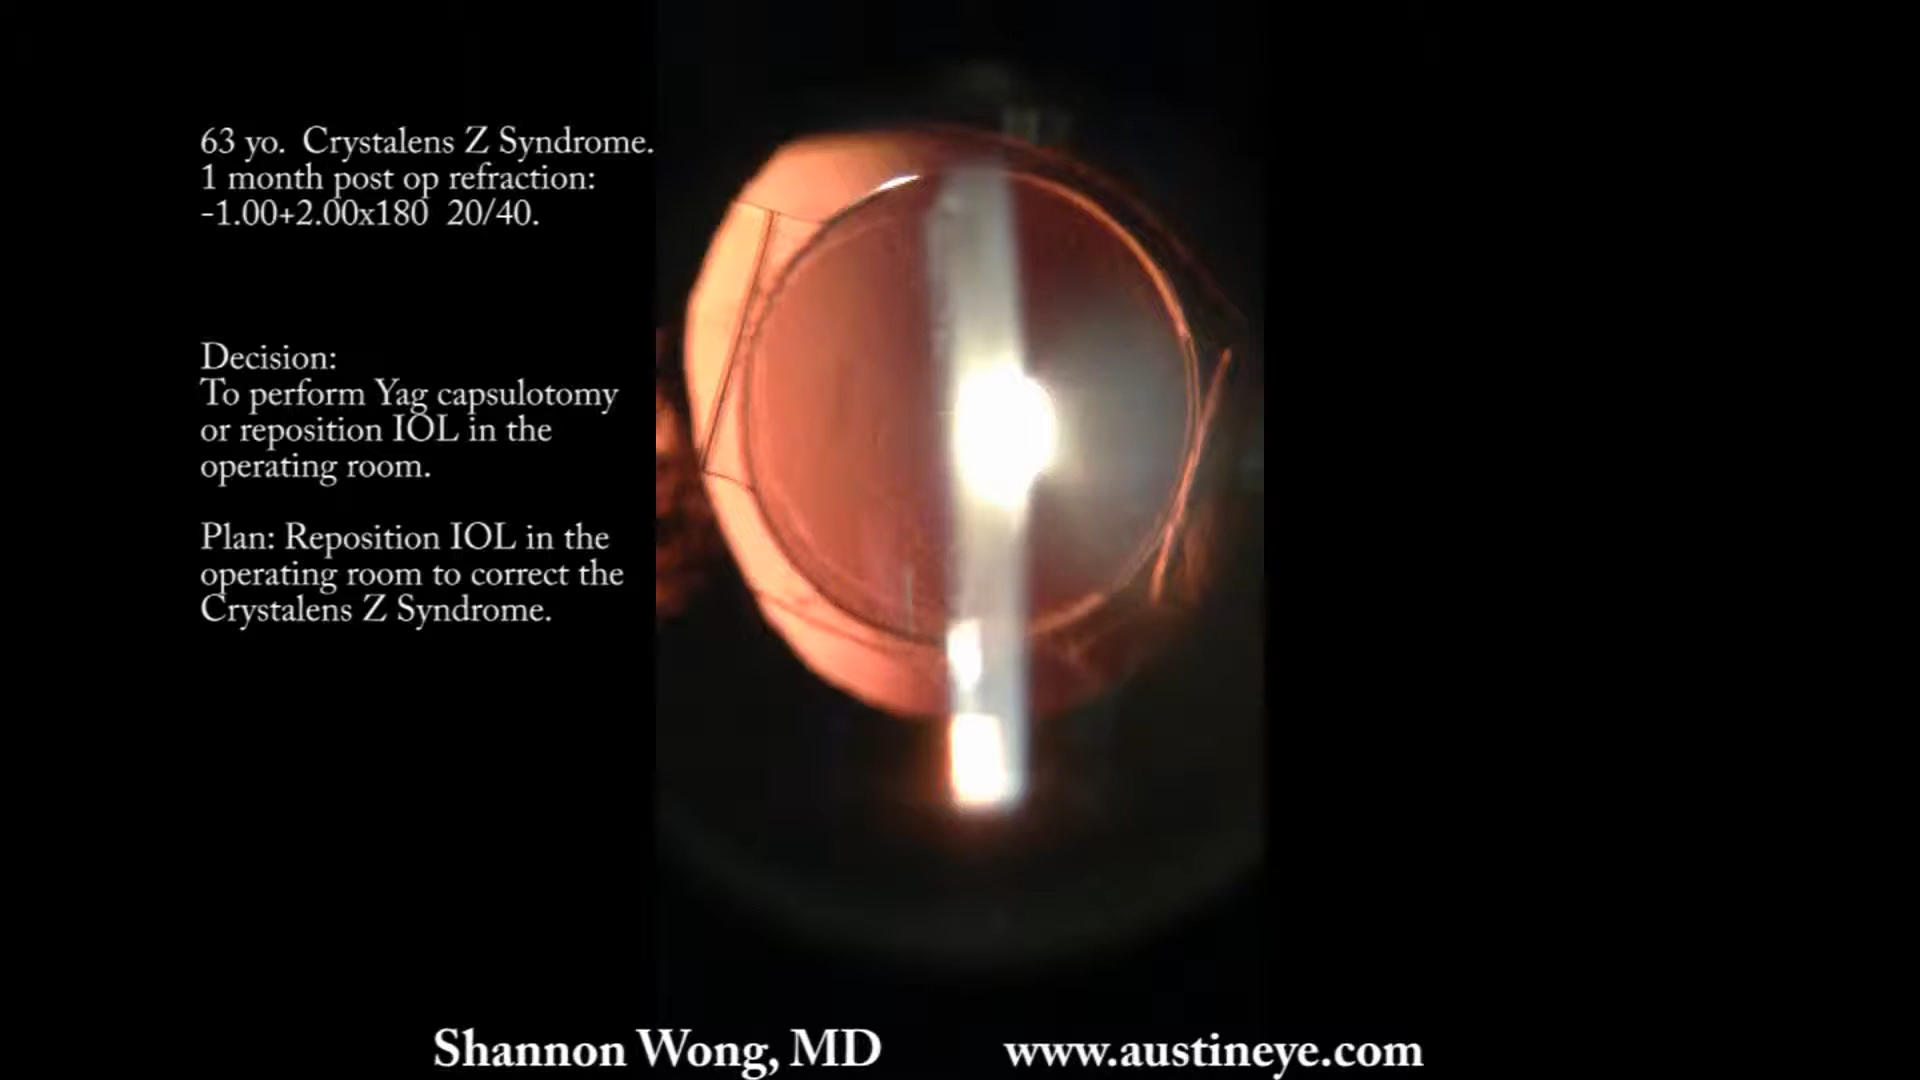 63 yo.  Crystalens Z Syndrome.
1 month post op refraction:
-1.00+2.00x180  20/40.
Decision:
To perform Yag capsulotomy
or reposition IOL in the
operating room.
Plan: Reposition IOL in the
operating room to correct the
Crystalens Z Syndrome.
Shannon Wong, MD
www.austineye.com